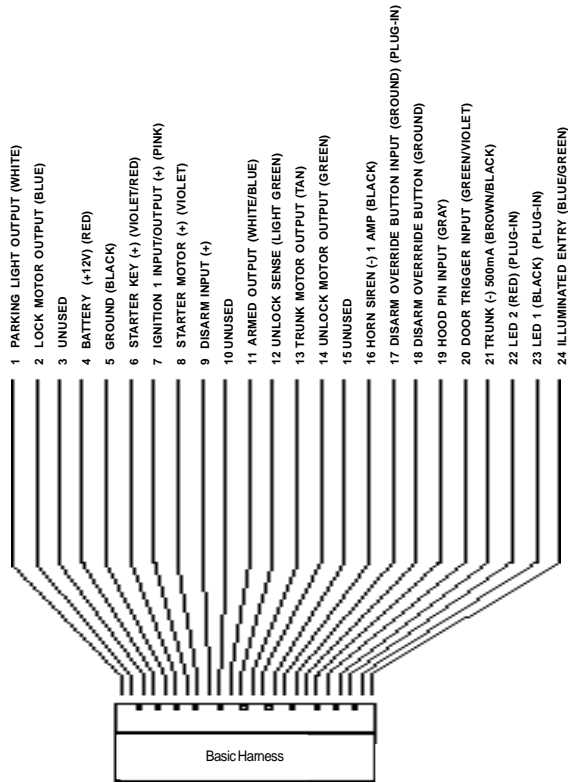 1 PARKING LIGHT OUTPUT (WHITE)
2 LOCK MOTOR OUTPUT (BLUE)
3 UNUSED
4 BATTERY (+12V) (RED)
5 GROUND (BLACK)
6 STARTER KEY (+) (VIOLET/RED)
7 IGNITION 1 INPUT/OUTPUT (+) (PINK)
8 STARTER MOTOR (+) (VIOLET)
9 DISARM INPUT (+)
10 UNUSED
11 ARMED OUTPUT (WHITE/BLUE)
12 UNLOCK SENSE (LIGHT GREEN)
13 TRUNK MOTOR OUTPUT (TAN)
14 UNLOCK MOTOR OUTPUT (GREEN)
15 UNUSED
16 HORN SIREN (-) 1 AMP (BLACK)
17 DISARM OVERRIDE BUTTON INPUT (GROUND) (PLUG-IN)
18 DISARM OVERRRIDE BUTTON (GROUND)
19 HOOD PIN INPUT (GRAY)
20 DOOR TRIGGER INPUT (GREEN/VIOLET)
21 TRUNK (-) 500mA (BROWN/BLACK)
22 LED 2 (RED) (PLUG-IN)
23 LED 1 (BLACK) (PLUG-IN)
24 ILLUMINATED ENTRY (BLUE/GREEN)
Basic Harness